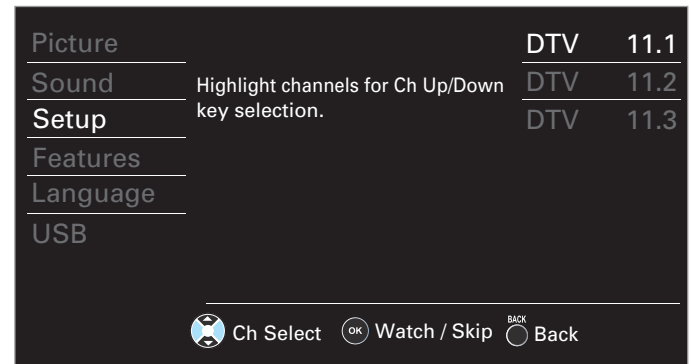 Picture
Sound
Setup
Features
Language
USB
Highlight channels for Ch Up/Down
key selection.
DTV 11.1
DTV 11.2
DTV 11.3
Ch Select
OK Watch / Skip
BACK Back